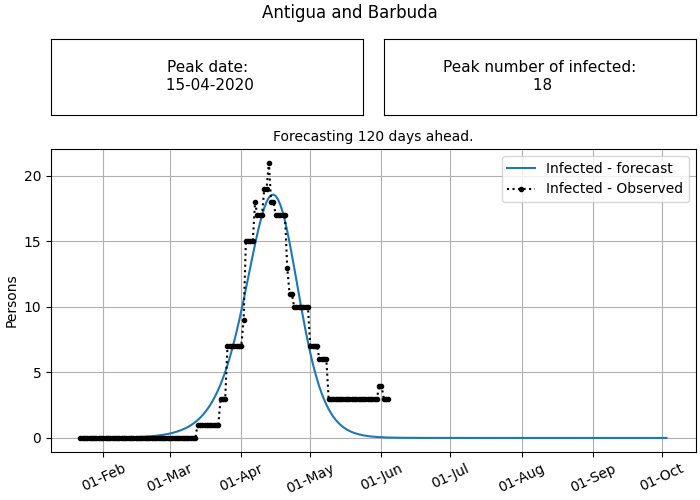 Antigua and Barbuda
Peak date:
15-04-2020
Peak number of infected:
18
Forecasting 120 days ahead.
Infected - forecast
Infected - Observed
Persons
20
15
10
5
0
01-Feb
01-Mar
01-Apr
01-May
01-Jun
01-Jul
01-Aug
01-Sep
01-Oct